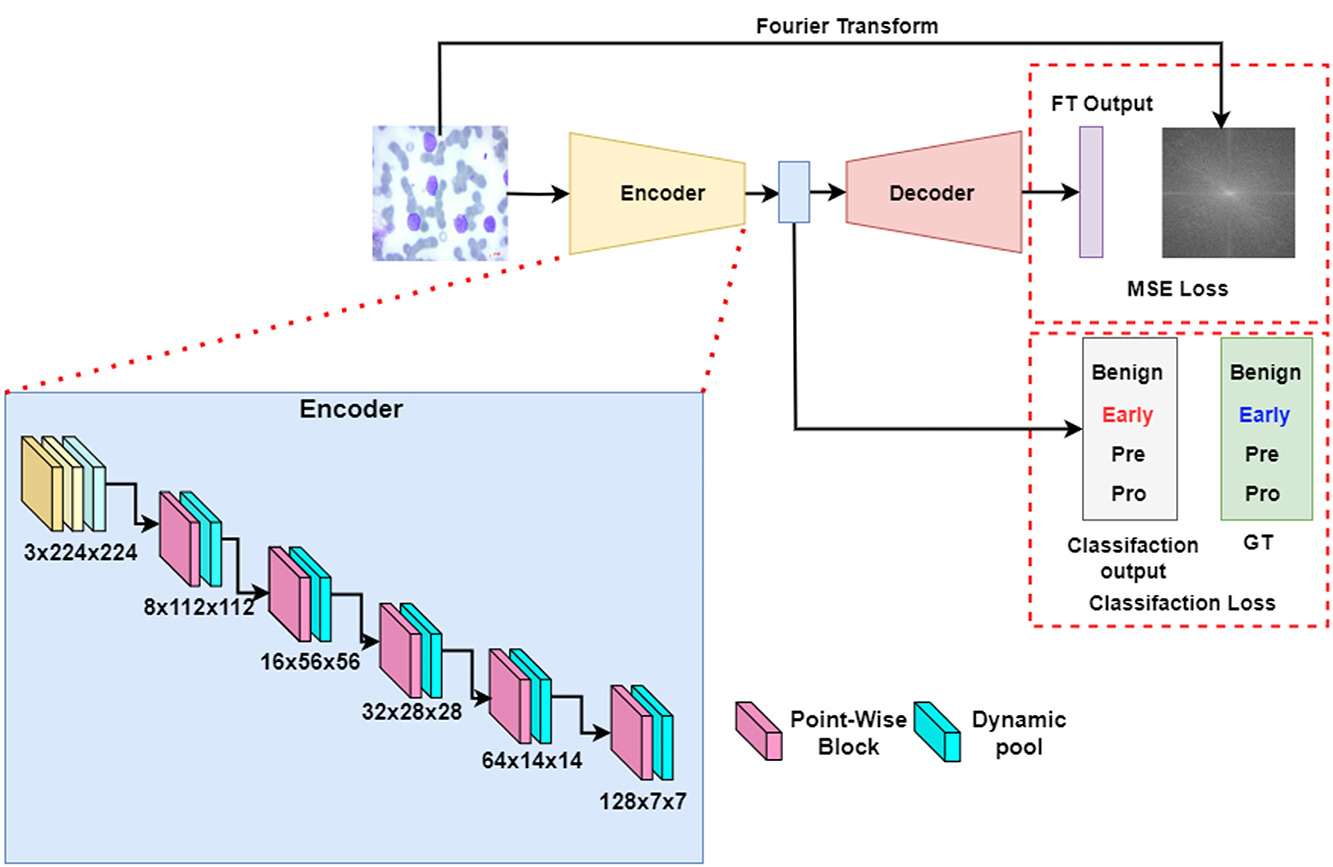 Fourier Transform
FT Output
Encoder
Decoder
MSE Loss
Benign
Early
Pre
Pro
Benign
Early
Pre
Pro
Classifaction
output
GT
Classifaction Loss
Encoder
3x224x224
8x112x112
16x56x56
32x28x28
64x14x14
128x7x7
Point-Wise
Block
Dynamic
pool